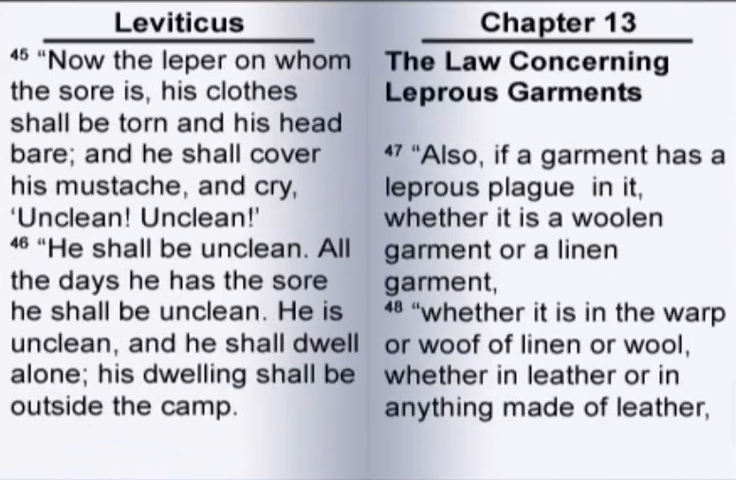 Leviticus
45 “Now the leper on whom
the sore is, his clothes
shall be torn and his head
bare; and he shall cover
his mustache, and cry,
‘Unclean! Unclean!’
46 “He shall be unclean. All
the days he has the sore
he shall be unclean. He is
unclean, and he shall dwell
alone; his dwelling shall be
outside the camp.
Chapter 13
The Law Concerning
Leprous Garments
47 “Also, if a garment has a
leprous plague in it,
whether it is a woolen
garment or a linen
garment,
48 “whether it is in the warp
or woof of linen or wool,
whether in leather or in
anything made of leather,